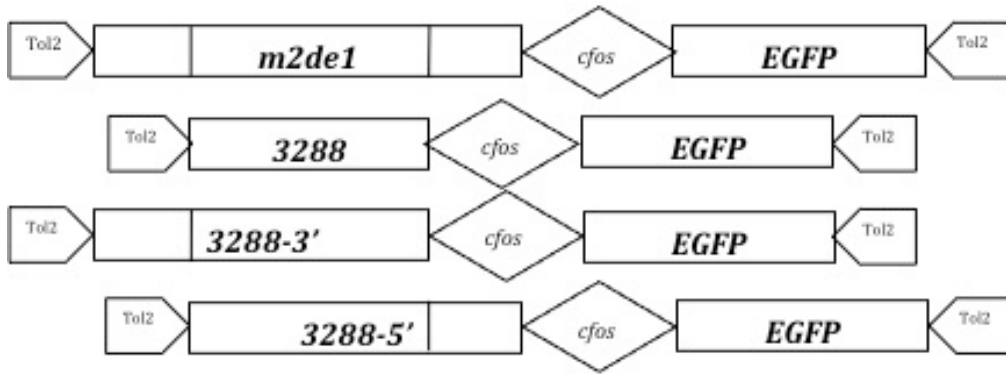 Tol2 m2de1 cfos EGFP Tol2
Tol2 3288 cfos EGFP Tol2
Tol2 3288-3' cfos EGFP Tol2
Tol2 3288-5' cfos EGFP Tol2